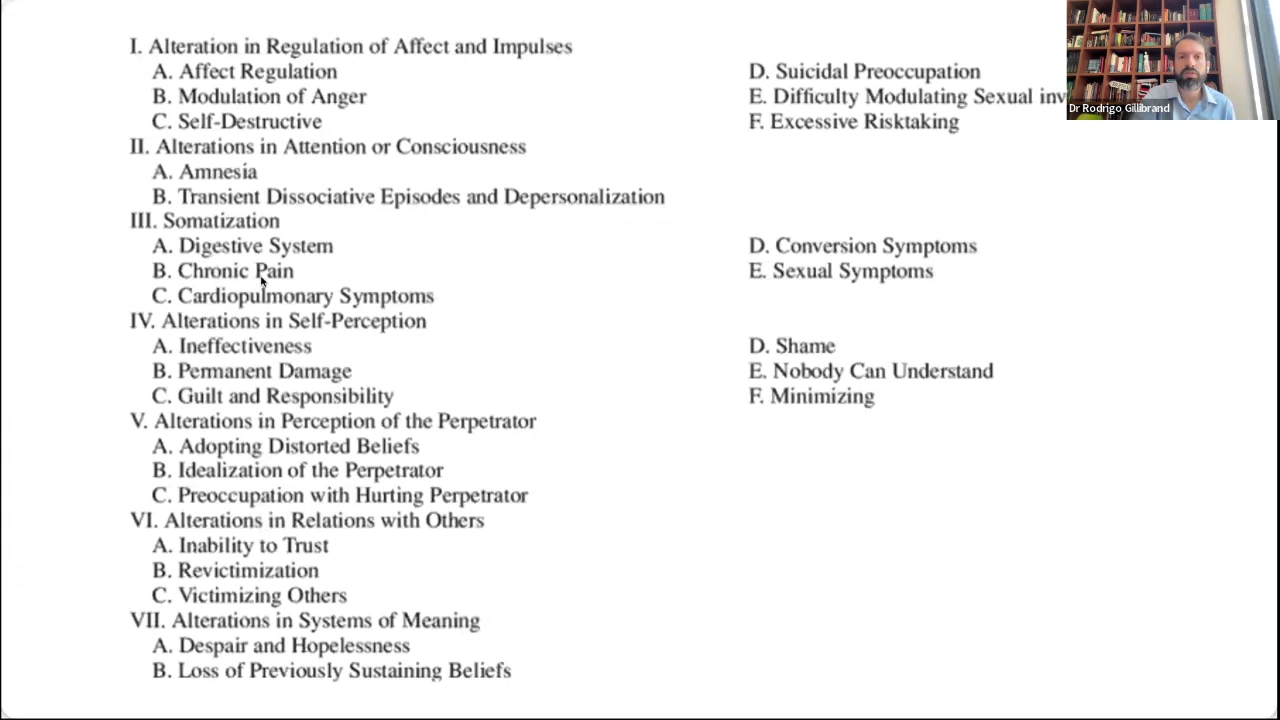 I. Alteration in Regulation of Affect and Impulses
A. Affect Regulation
B. Modulation of Anger
C. Self-Destructive
D. Suicidal Preoccupation
E. Difficulty Modulating Sexual inv
F. Excessive Risktaking
II. Alterations in Attention or Consciousness
A. Amnesia
B. Transient Dissociative Episodes and Depersonalization
III. Somatization
A. Digestive System
B. Chronic Pain
C. Cardiopulmonary Symptoms
D. Conversion Symptoms
E. Sexual Symptoms
IV. Alterations in Self-Perception
A. Ineffectiveness
B. Permanent Damage
C. Guilt and Responsibility
D. Shame
E. Nobody Can Understand
F. Minimizing
V. Alterations in Perception of the Perpetrator
A. Adopting Distorted Beliefs
B. Idealization of the Perpetrator
C. Preoccupation with Hurting Perpetrator
VI. Alterations in Relations with Others
A. Inability to Trust
B. Revictimization
C. Victimizing Others
VII. Alterations in Systems of Meaning
A. Despair and Hopelessness
B. Loss of Previously Sustaining Beliefs
Dr Rodrigo Gillibrand